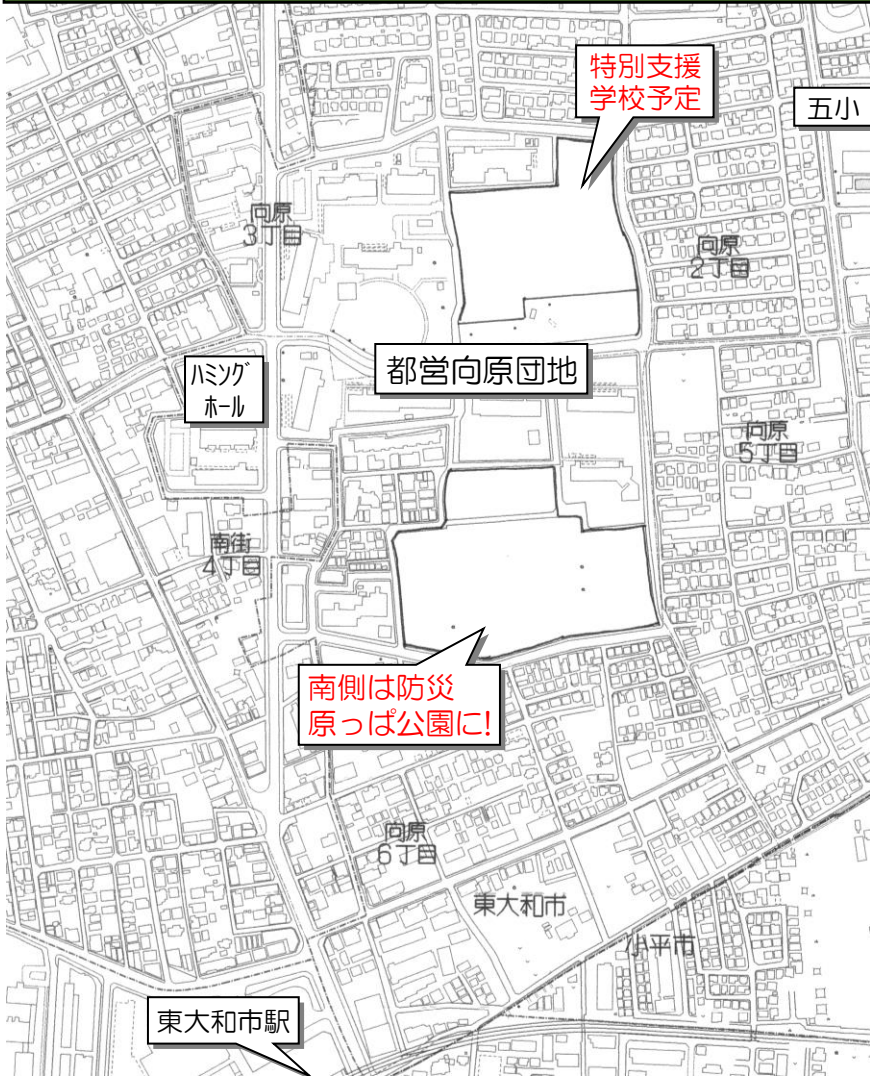 特別支援
学校予定
五小
向原
3丁目
向原
2丁目
都営向原団地
ハミング
ホール
向原
5丁目
南街
4丁目
南側は防災
原っぱ公園に!
向原
6丁目
東大和市
小平市
東大和市駅